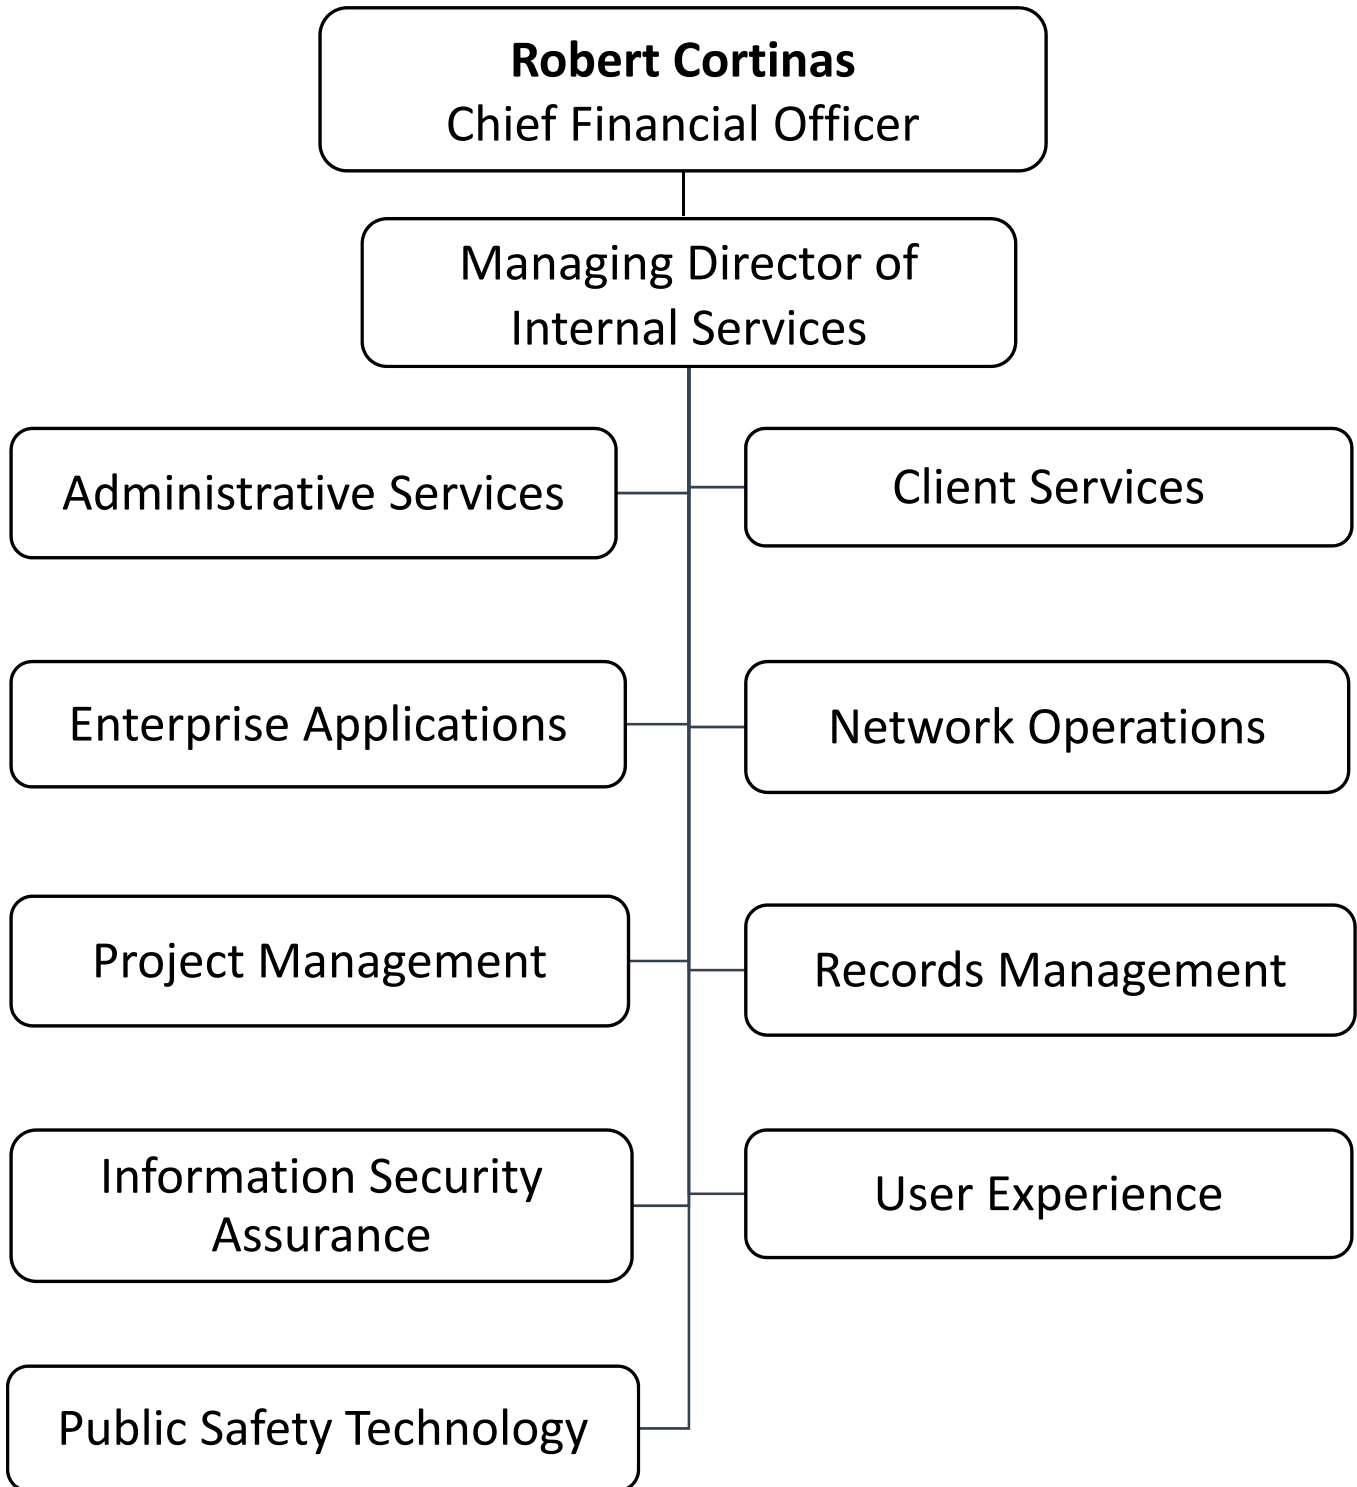 Robert Cortinas
Chief Financial Officer
Managing Director of
Internal Services
Administrative Services
Client Services
Enterprise Applications
Network Operations
Project Management
Records Management
Information Security
Assurance
User Experience
Public Safety Technology